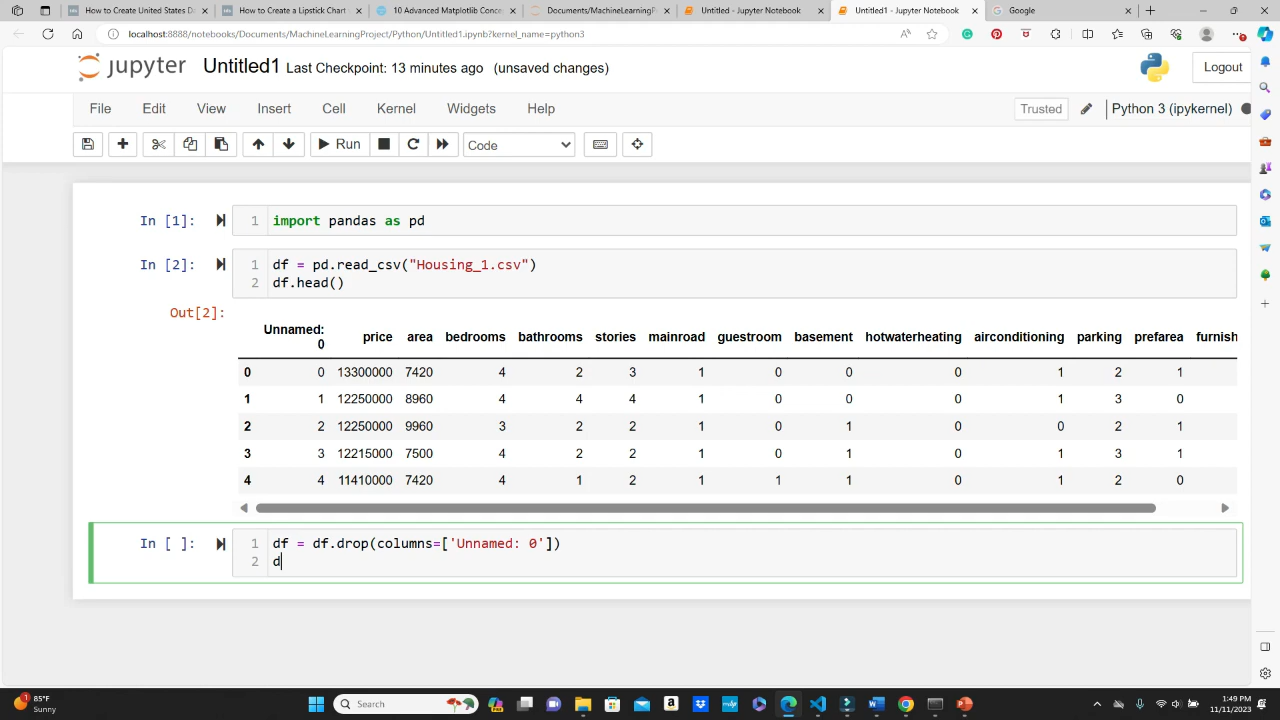 How to Create United States D
How to Create a Lipstick Chart -
10 Advanced Matplotlib Conce
Documents/MachineLearningP
Untitled - Jupyter Notebook
Untitled1 - Jupyter Notebook
Google
localhost:8888/notebooks/Documents/MachineLearningProject/Python/Untitled1.ipynb?kernel_name=python3
jupyter Untitled1 Last Checkpoint: 13 minutes ago (unsaved changes)
Logout
File Edit View Insert Cell Kernel Widgets Help
Trusted
Python 3 (ipykernel)
Run
Code
In [1]:
1 import pandas as pd
In [2]:
1 df = pd.read_csv("Housing_1.csv")
2 df.head()
Out[2]:
Unnamed: 0 price area bedrooms bathrooms stories mainroad guestroom basement hotwaterheating airconditioning parking prefarea furnish
0 0 13300000 7420 4 2 3 1 0 0 0 1 2 1
1 1 12250000 8960 4 4 4 1 0 0 0 1 3 0
2 2 12250000 9960 3 2 2 1 0 1 0 0 2 1
3 3 12215000 7500 4 2 2 1 0 1 0 1 3 1
4 4 11410000 7420 4 1 2 1 1 1 0 1 2 0
In [ ]:
1 df = df.drop(columns=['Unnamed: 0'])
2 d
1
85°F
Sunny
Search
1:49 PM
11/11/2023